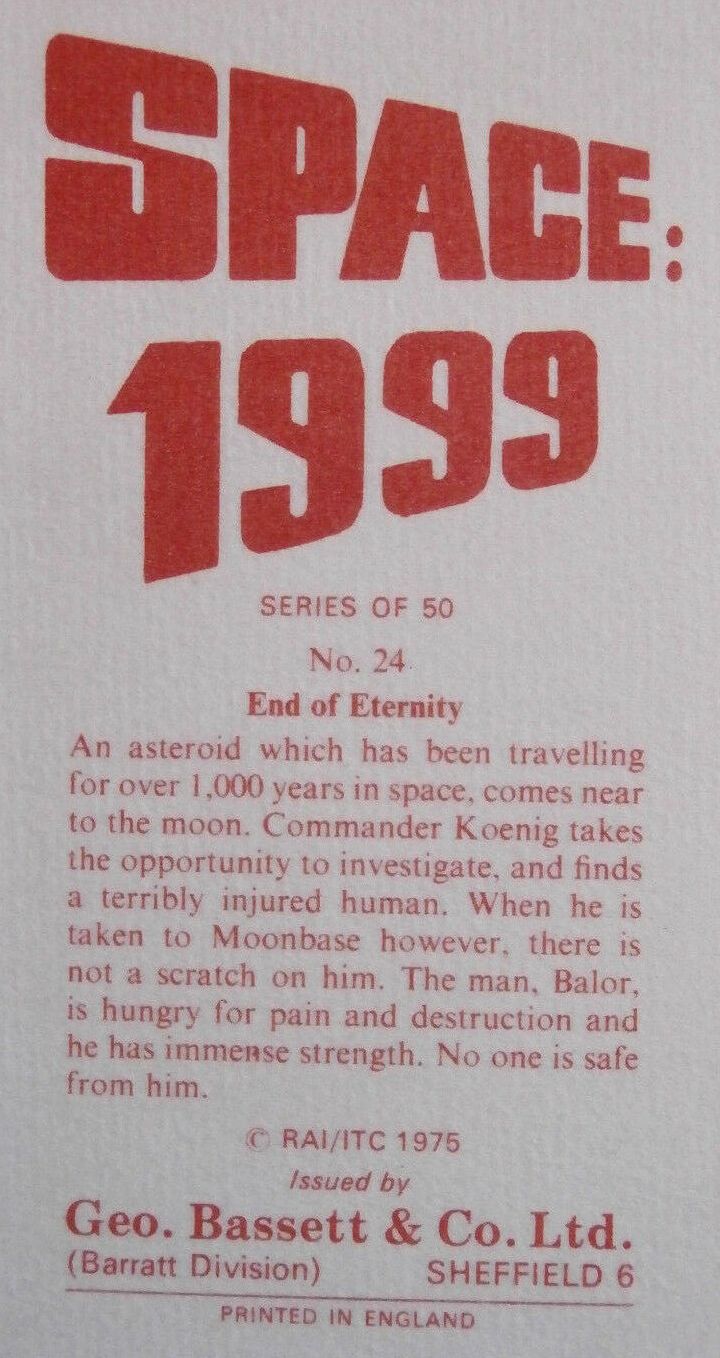 SPACE:
1999
SERIES OF 50
No. 24
End of Eternity
An asteroid which has been travelling
for over 1,000 years in space, comes near
to the moon. Commander Koenig takes
the opportunity to investigate, and finds
a terribly injured human. When he is
taken to Moonbase however, there is
not a scratch on him. The man, Balor,
is hungry for pain and destruction and
he has immense strength. No one is safe
from him.
© RAI/ITC 1975
Issued by
Geo. Bassett & Co. Ltd.
(Barratt Division) SHEFFIELD 6
PRINTED IN ENGLAND